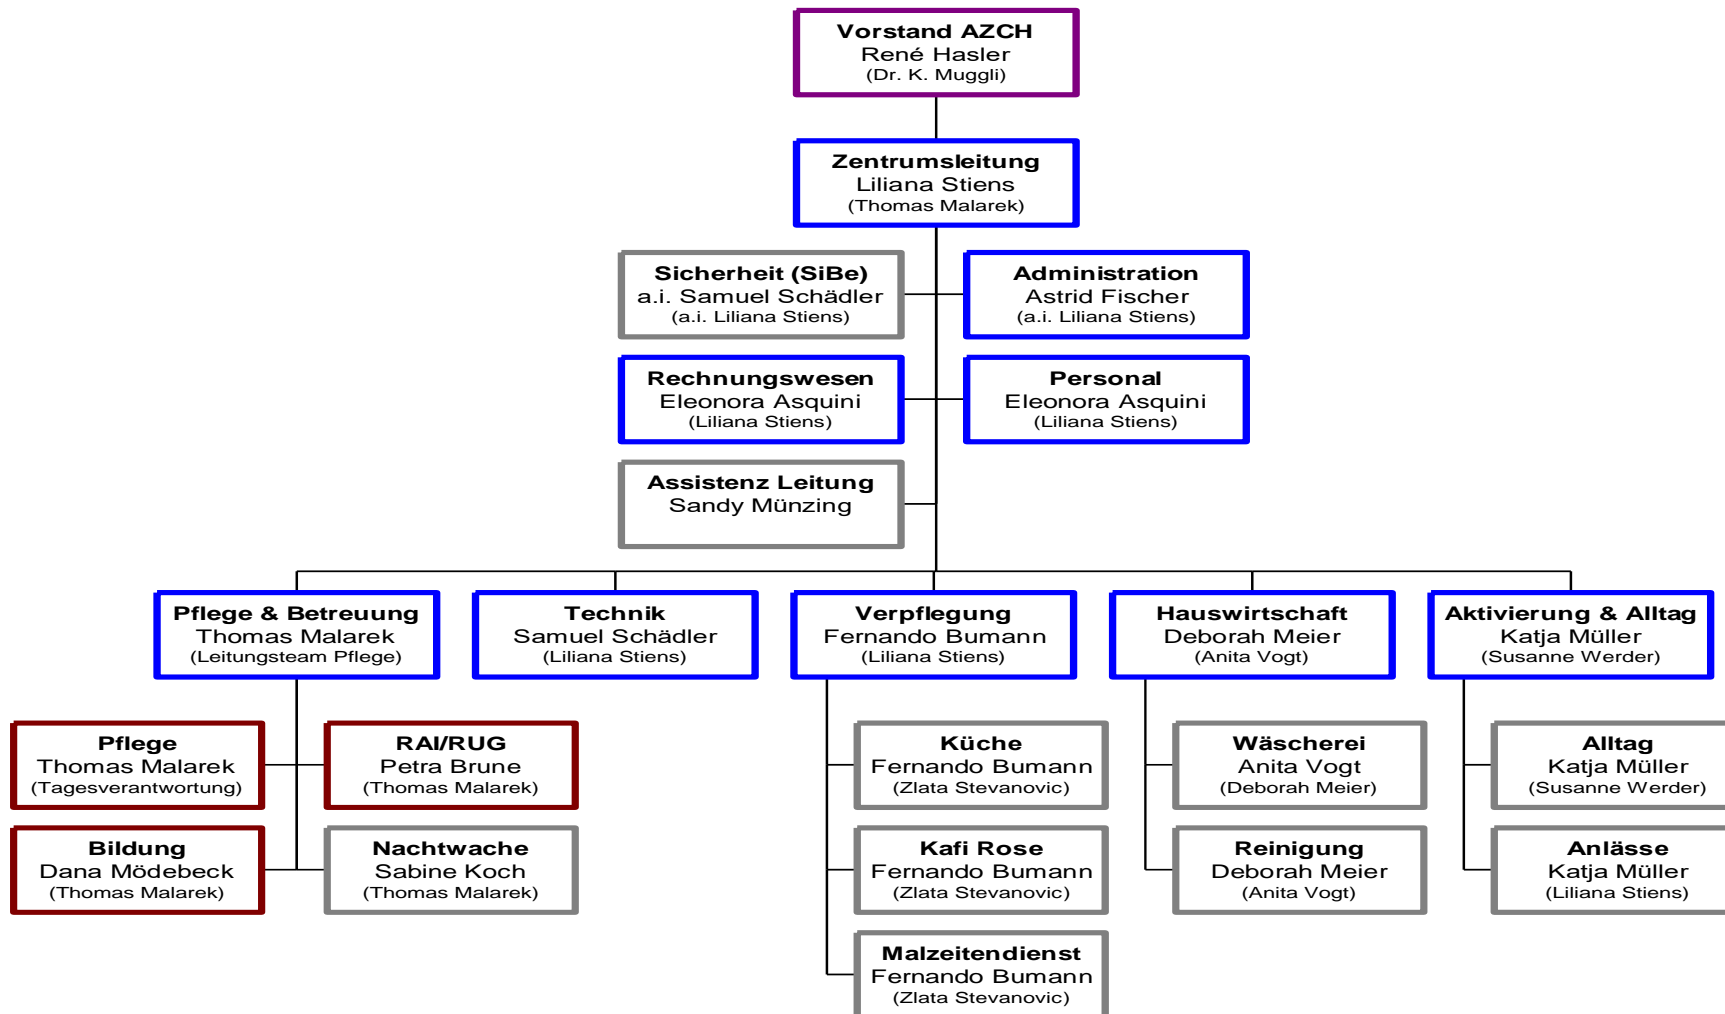 Vorstand AZCH
René Hasler
(Dr. K. Muggli)
Zentrumsleitung
Liliana Stiens
(Thomas Malarek)
Sicherheit (SiBe)
a.i. Samuel Schädler
(a.i. Liliana Stiens)
Administration
Astrid Fischer
(a.i. Liliana Stiens)
Rechnungswesen
Eleonora Asquini
(Liliana Stiens)
Personal
Eleonora Asquini
(Liliana Stiens)
Assistenz Leitung
Sandy Münzing
Pflege & Betreuung
Thomas Malarek
(Leitungsteam Pflege)
Technik
Samuel Schädler
(Liliana Stiens)
Verpflegung
Fernando Bumann
(Liliana Stiens)
Hauswirtschaft
Deborah Meier
(Anita Vogt)
Aktivierung & Alltag
Katja Müller
(Susanne Werder)
Pflege
Thomas Malarek
(Tagesverantwortung)
RAI/RUG
Petra Brune
(Thomas Malarek)
Küche
Fernando Bumann
(Zlata Stevanovic)
Wäscherei
Anita Vogt
(Deborah Meier)
Alltag
Katja Müller
(Susanne Werder)
Bildung
Dana Mödebeck
(Thomas Malarek)
Nachtwache
Sabine Koch
(Thomas Malarek)
Kafi Rose
Fernando Bumann
(Zlata Stevanovic)
Reinigung
Deborah Meier
(Anita Vogt)
Anlässe
Katja Müller
(Liliana Stiens)
Malzeitendienst
Fernando Bumann
(Zlata Stevanovic)